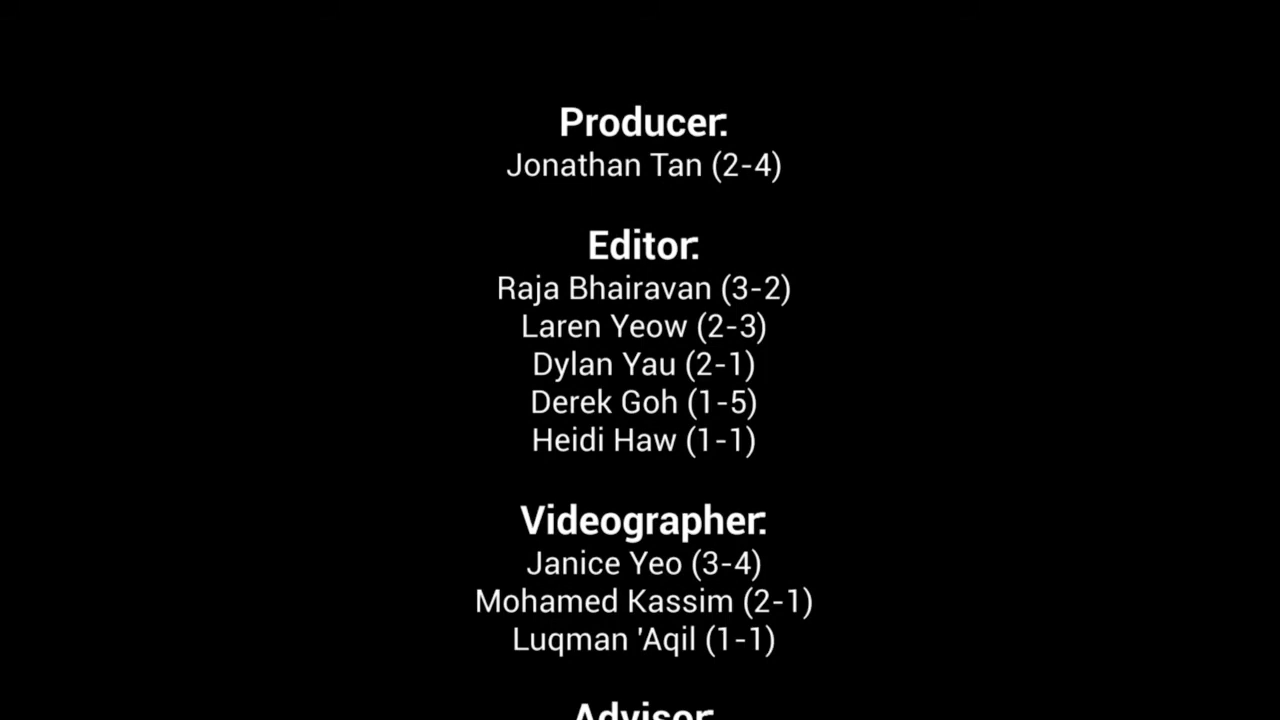 Producer:
Jonathan Tan (2-4)
Editor:
Raja Bhairavan (3-2)
Laren Yeow (2-3)
Dylan Yau (2-1)
Derek Goh (1-5)
Heidi Haw (1-1)
Videographer:
Janice Yeo (3-4)
Mohamed Kassim (2-1)
Luqman 'Aqil (1-1)
Advisor: